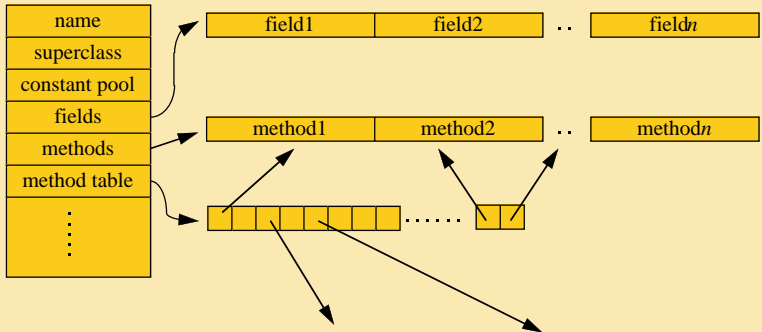 name
superclass
constant pool
fields
methods
method table
field1 field2 .. fieldn
method1 method2 .. methodn